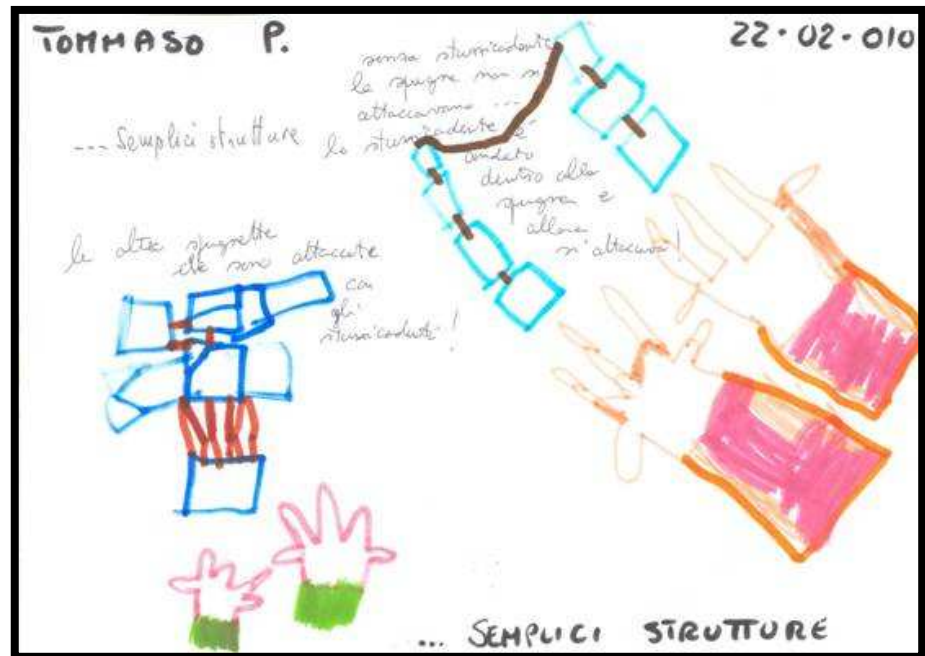 TOMMASO P.
22·02·010
senza stuzzicadente
le spugne non si
attaccavano ...
lo stuzzicadente è
andato
dentro alla
spugna e
allora
si attaccava!
... Semplici strutture
le altre spugnette
che sono attaccate
con
gli
stuzzicadenti!
... SEMPLICI STRUTTURE